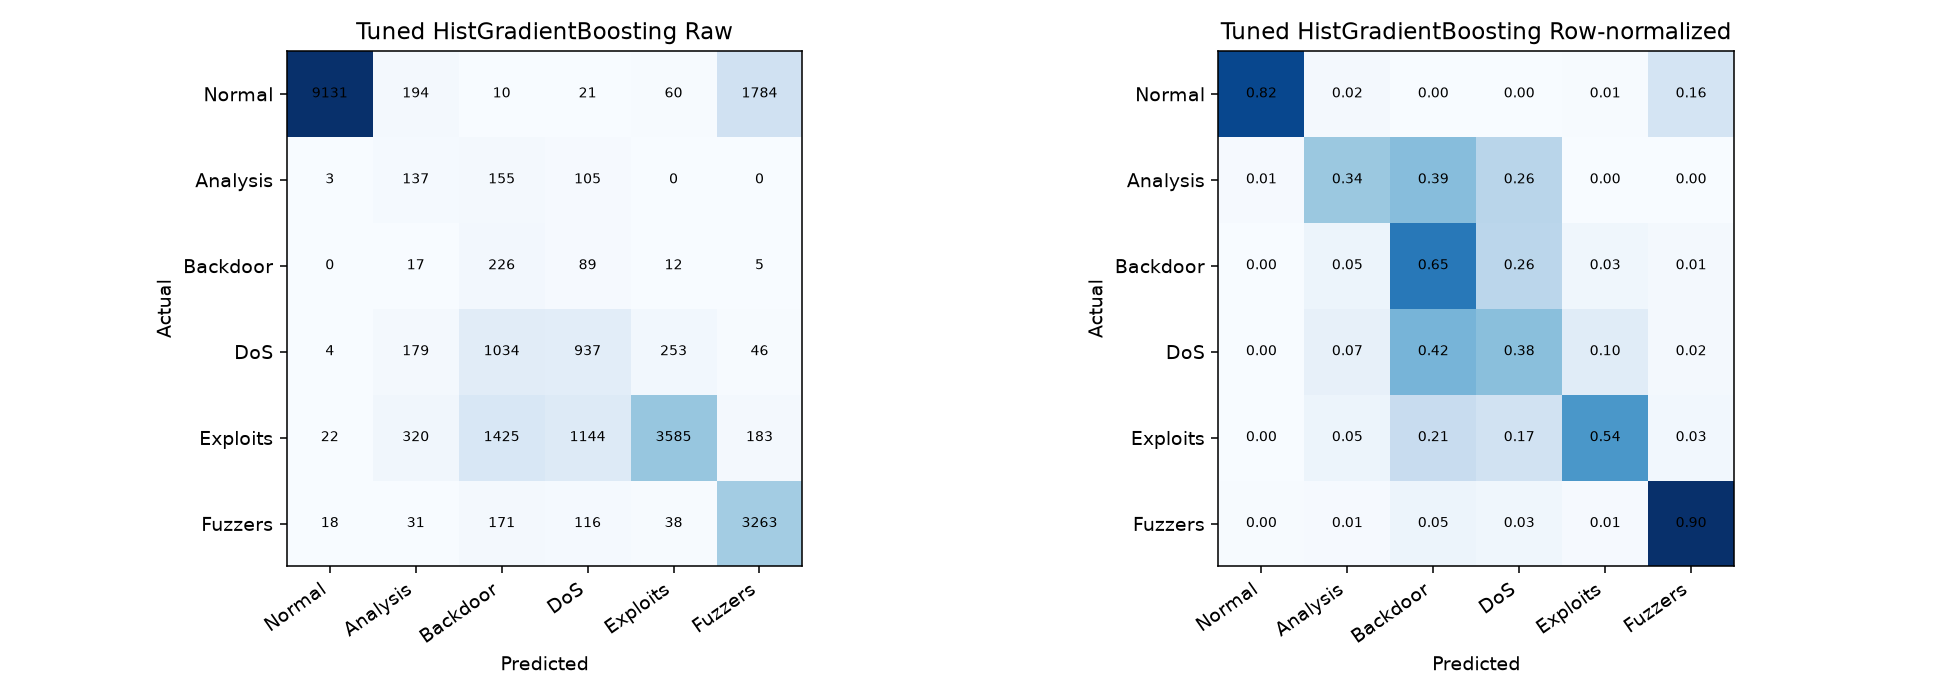 Tuned HistGradientBoosting Raw
Actual
Normal 9131 194 10 21 60 1784
Analysis 3 137 155 105 0 0
Backdoor 0 17 226 89 12 5
DoS 4 179 1034 937 253 46
Exploits 22 320 1425 1144 3585 183
Fuzzers 18 31 171 116 38 3263
Normal Analysis Backdoor DoS Exploits Fuzzers
Predicted
Tuned HistGradientBoosting Row-normalized
Actual
Normal 0.82 0.02 0.00 0.00 0.01 0.16
Analysis 0.01 0.34 0.39 0.26 0.00 0.00
Backdoor 0.00 0.05 0.65 0.26 0.03 0.01
DoS 0.00 0.07 0.42 0.38 0.10 0.02
Exploits 0.00 0.05 0.21 0.17 0.54 0.03
Fuzzers 0.00 0.01 0.05 0.03 0.01 0.90
Normal Analysis Backdoor DoS Exploits Fuzzers
Predicted